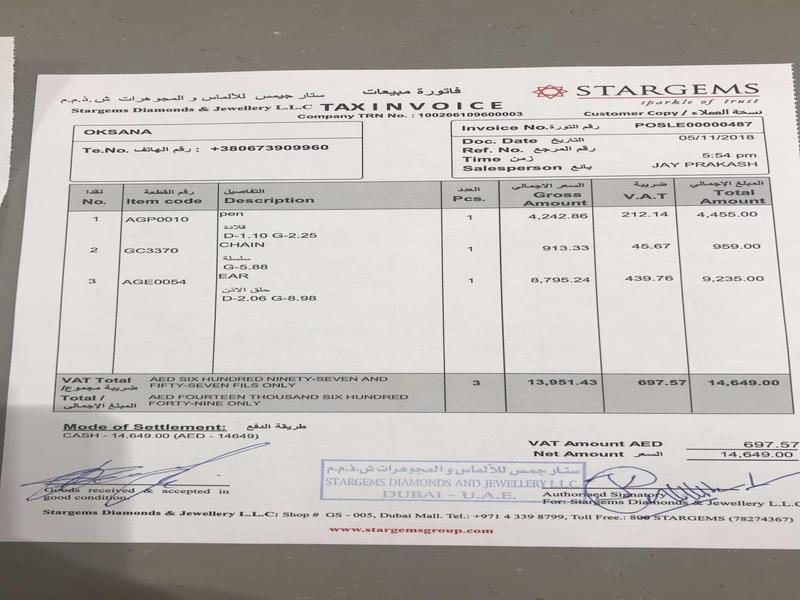 ستار جيمس للألماس و المجوهرات ش.ذ.م.م
فاتورة مبيعات
STARGEMS
sparkle of trust
Stargems Diamonds & Jewellery L.L.C
TAX INVOICE
Company TRN No. : 100266109600003
Customer Copy / نسخة العملاء
OKSANA
Te.No. رقم الهاتف : +380673909960
Invoice No. رقم التورة POSLE00000487
Doc. Date التاريخ 05/11/2018
Ref. No. رقم المرجع
Time زمن 5:54 pm
Salesperson بائع JAY PRAKASH
نقدا رقم القطعة التفاصيل العدد السعر الاجمالي ضريبة المبلغ الإجمالي
No. Item code Description Pcs. Gross Amount V.A.T Total Amount
1 AGP0010 pen 1 4,242.86 212.14 4,455.00
قلادة
D-1.10 G-2.25
2 GC3370 CHAIN 1 913.33 45.67 959.00
سلسلة
G-5.88
3 AGE0054 EAR 1 8,795.24 439.76 9,235.00
حلق الاذن
D-2.06 G-8.98
VAT Total ضريبة مجموع/ AED SIX HUNDRED NINETY-SEVEN AND FIFTY-SEVEN FILS ONLY 3 13,951.43 697.57 14,649.00
Total / المبلغ الإجمالي AED FOURTEEN THOUSAND SIX HUNDRED FORTY-NINE ONLY
Mode of Settlement: طريقة الدفع
CASH - 14,649.00 (AED - 14649)
VAT Amount AED 697.57
Net Amount السعر 14,649.00
ستار جمس للألماس و المجوهرات ش.ذ.م.م
STARGEMS DIAMONDS AND JEWELLERY L.L.C.
DUBAI - U.A.E.
Goods received & accepted in
good condition
Authorised Signatory
For: Stargems Diamonds & Jewellery L.L.C
Stargems Diamonds & Jewellery L.L.C: Shop # GS - 005, Dubai Mall. Tel.: +971 4 339 8799, Toll Free.: 800 STARGEMS (78274367)
www.stargemsgroup.com